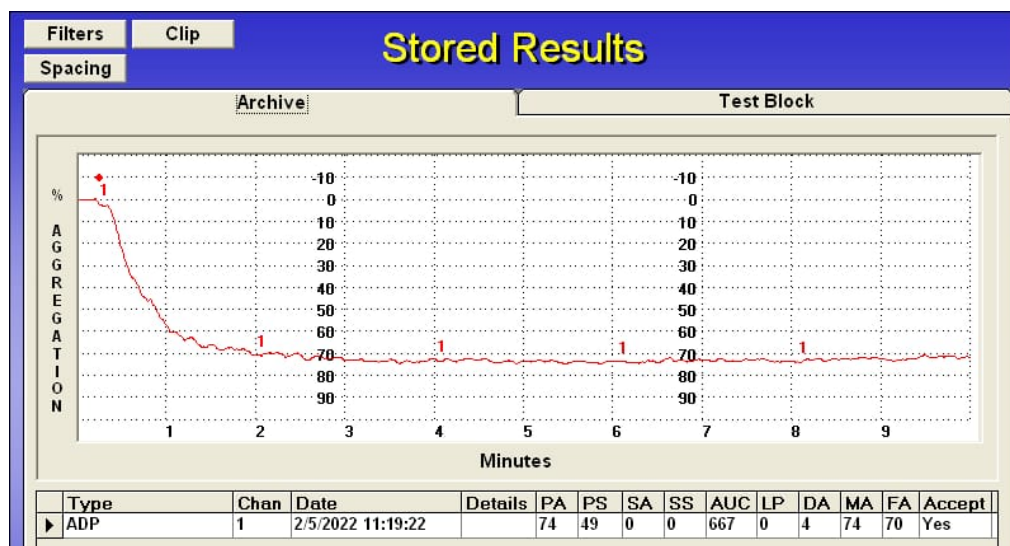 Filters Clip
Stored Results
Spacing
Archive Test Block
% AGGREGATION
-10 -10
0 0
10 10
20 20
30 30
40 40
50 50
60 60
70 70
80 80
90 90
1
1 1 1 1
1 2 3 4 5 6 7 8 9
Minutes
Type Chan Date Details PA PS SA SS AUC LP DA MA FA Accept
ADP 1 2/5/2022 11:19:22 74 49 0 0 667 0 4 74 70 Yes